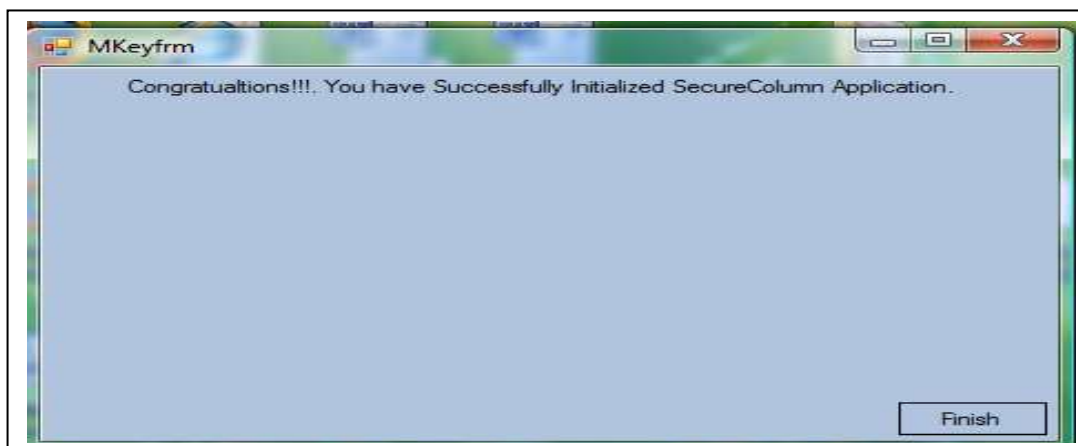 MKeyfrm
Congratualtions!!!. You have Successfully Initialized SecureColumn Application.
Finish